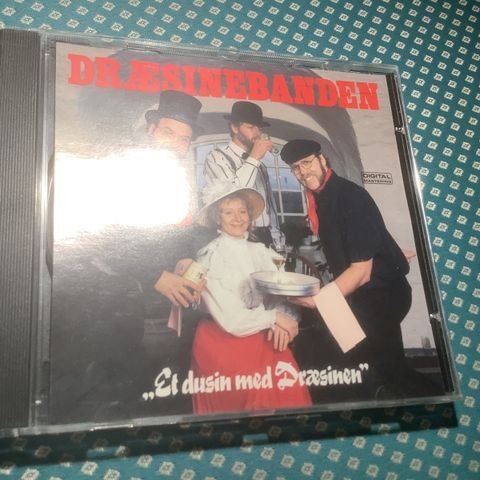 DRÆSINEBANDEN
DIGITAL
MASTERING
„Et dusin med Dræsinen”